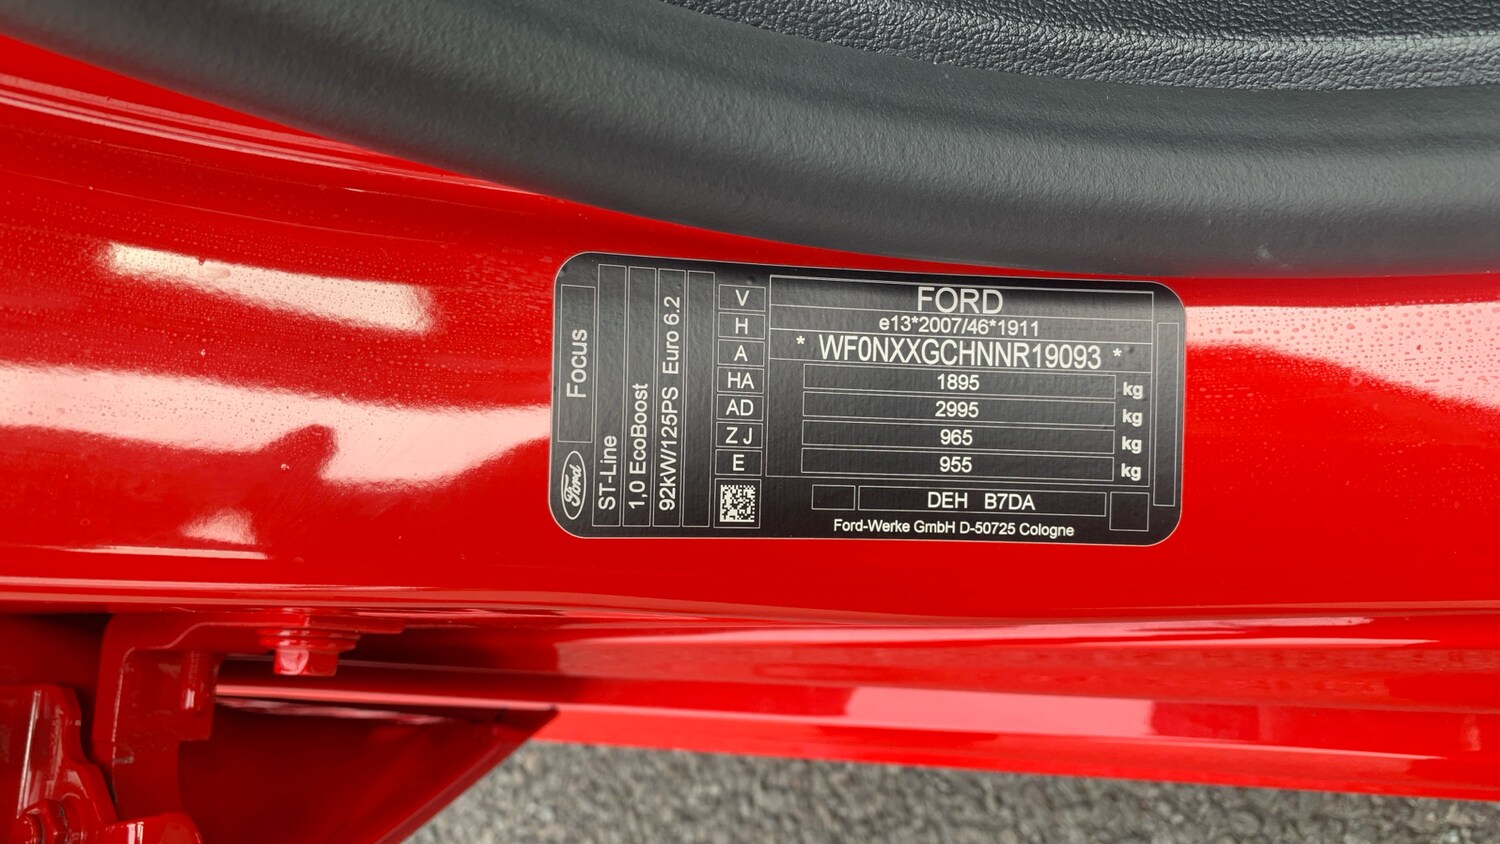 Ford
Focus
ST-Line
1,0 EcoBoost
92kW/125PS Euro 6.2
V
H
A
HA
AD
Z J
E
FORD
e13*2007/46*1911
* WF0NXXGCHNNR19093 *
1895 kg
2995 kg
965 kg
955 kg
DEH B7DA
Ford-Werke GmbH D-50725 Cologne